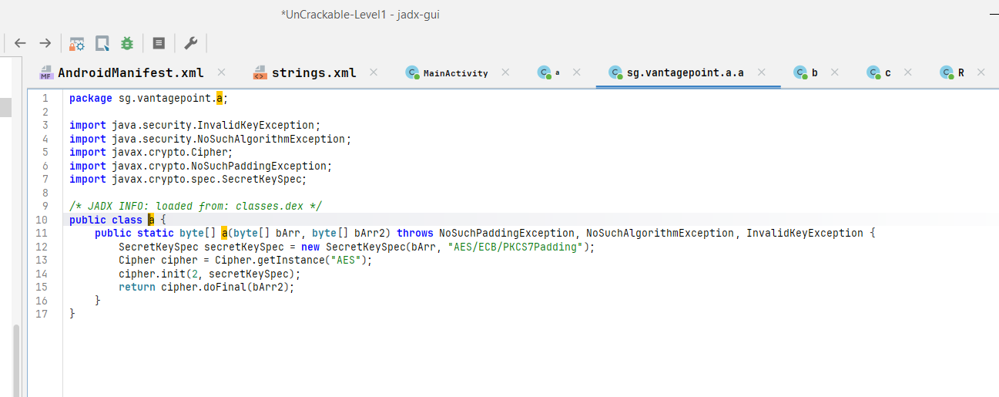 *UnCrackable-Level1 - jadx-gui
AndroidManifest.xml strings.xml MainActivity a sg.vantagepoint.a.a b c R
1 package sg.vantagepoint.a;
2
3 import java.security.InvalidKeyException;
4 import java.security.NoSuchAlgorithmException;
5 import javax.crypto.Cipher;
6 import javax.crypto.NoSuchPaddingException;
7 import javax.crypto.spec.SecretKeySpec;
8
9 /* JADX INFO: loaded from: classes.dex */
10 public class a {
11 public static byte[] a(byte[] bArr, byte[] bArr2) throws NoSuchPaddingException, NoSuchAlgorithmException, InvalidKeyException {
12 SecretKeySpec secretKeySpec = new SecretKeySpec(bArr, "AES/ECB/PKCS7Padding");
13 Cipher cipher = Cipher.getInstance("AES");
14 cipher.init(2, secretKeySpec);
15 return cipher.doFinal(bArr2);
16 }
17 }